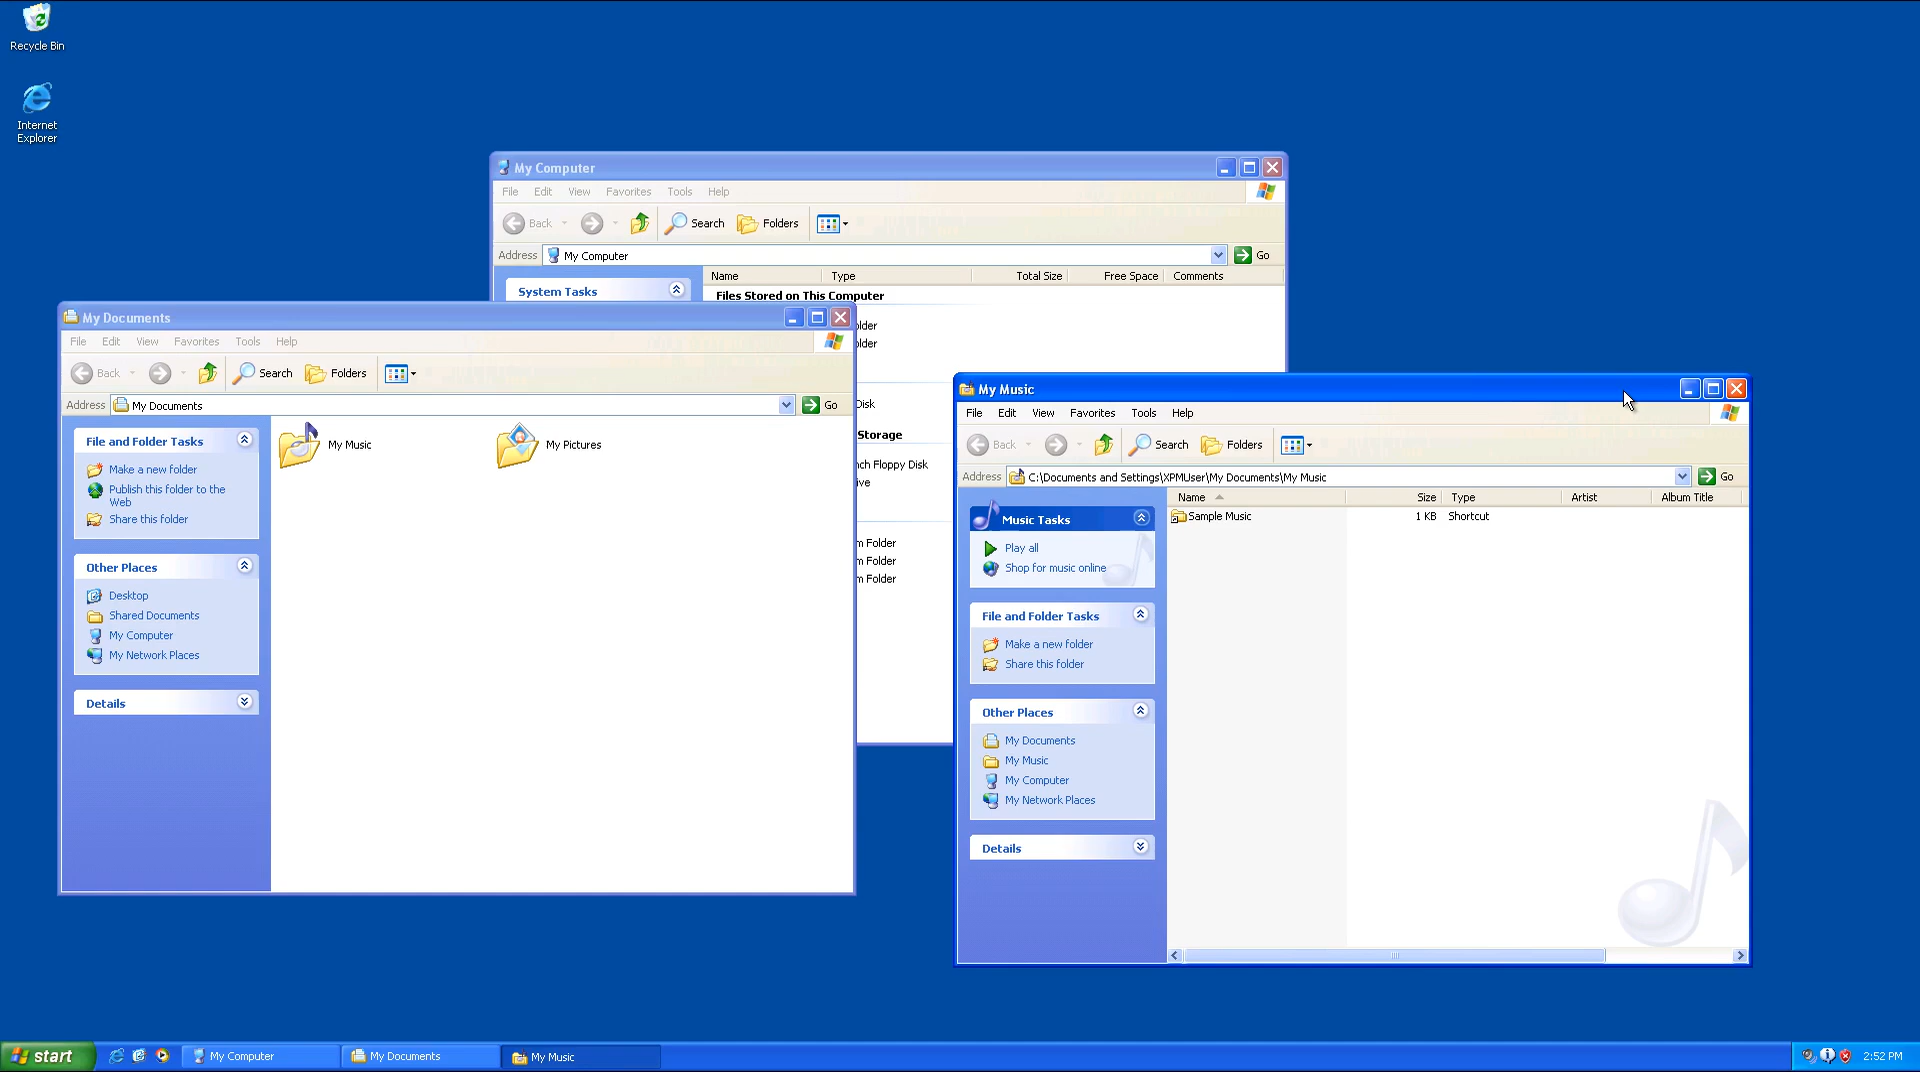 Recycle Bin
Internet
Explorer
My Computer
File Edit View Favorites Tools Help
Back Search Folders
Address My Computer Go
Name Type Total Size Free Space Comments
System Tasks
Files Stored on This Computer
older
older
Disk
Storage
nch Floppy Disk
ive
m Folder
m Folder
m Folder
My Documents
File Edit View Favorites Tools Help
Back Search Folders
Address My Documents Go
File and Folder Tasks
Make a new folder
Publish this folder to the
Web
Share this folder
Other Places
Desktop
Shared Documents
My Computer
My Network Places
Details
My Music
My Pictures
My Music
File Edit View Favorites Tools Help
Back Search Folders
Address C:\Documents and Settings\XPMUser\My Documents\My Music Go
Name Size Type Artist Album Title
Sample Music 1 KB Shortcut
Music Tasks
Play all
Shop for music online
File and Folder Tasks
Make a new folder
Share this folder
Other Places
My Documents
My Music
My Computer
My Network Places
Details
start My Computer My Documents My Music 2:52 PM